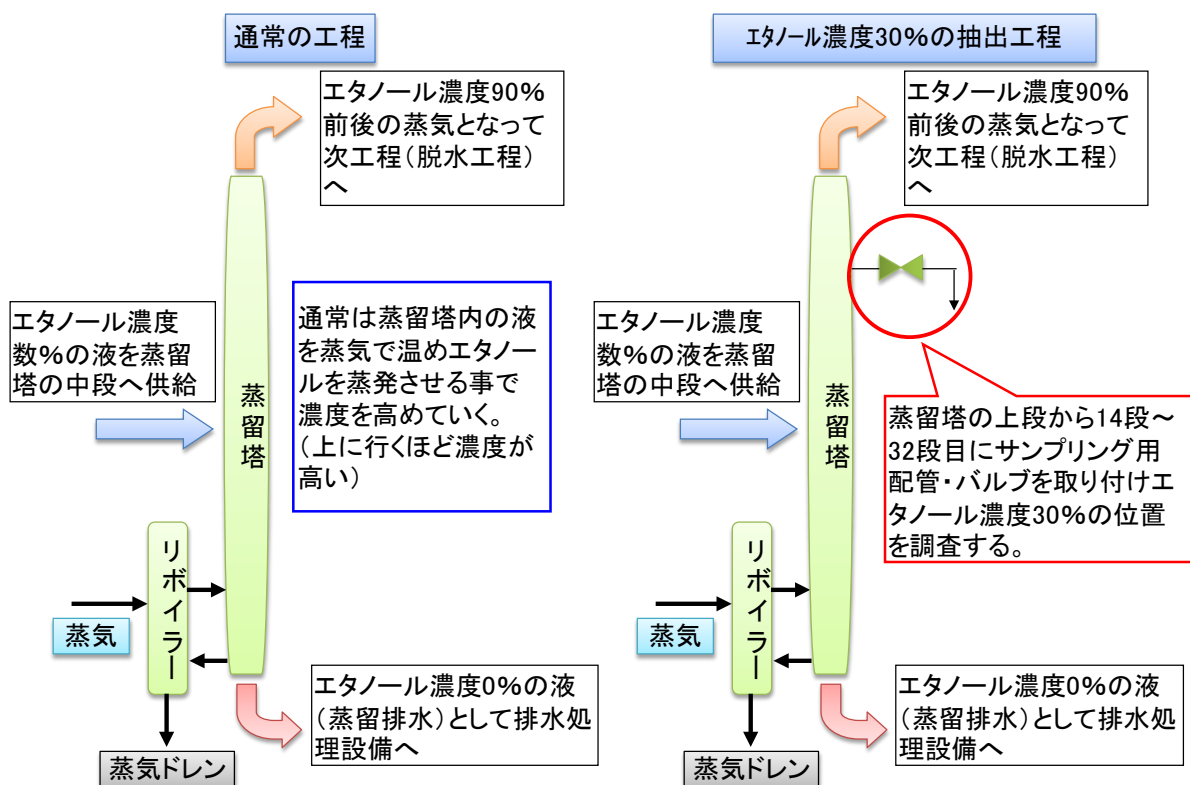 通常の工程
エタノール濃度90%
前後の蒸気となって
次工程(脱水工程)
へ
エタノール濃度
数%の液を蒸留
塔の中段へ供給
蒸留塔
通常は蒸留塔内の液
を蒸気で温めエタノー
ルを蒸発させる事で
濃度を高めていく。
(上に行くほど濃度が
高い)
リボイラー
蒸気
エタノール濃度0%の液
(蒸留排水)として排水処
理設備へ
蒸気ドレン
エタノール濃度30%の抽出工程
エタノール濃度90%
前後の蒸気となって
次工程(脱水工程)
へ
エタノール濃度
数%の液を蒸留
塔の中段へ供給
蒸留塔
蒸留塔の上段から14段~
32段目にサンプリング用
配管・バルブを取り付けエ
タノール濃度30%の位置
を調査する。
リボイラー
蒸気
エタノール濃度0%の液
(蒸留排水)として排水処
理設備へ
蒸気ドレン